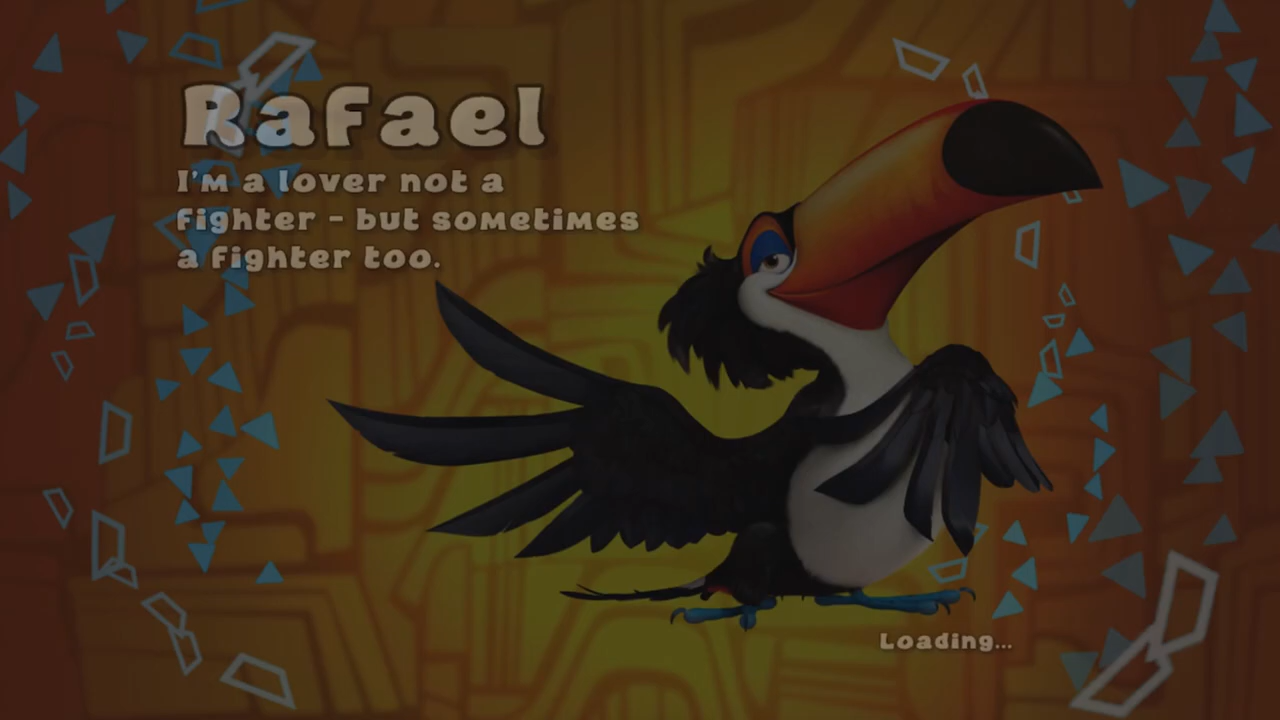 Rafael
I'm a lover not a
fighter - but sometimes
a fighter too.
Loading...